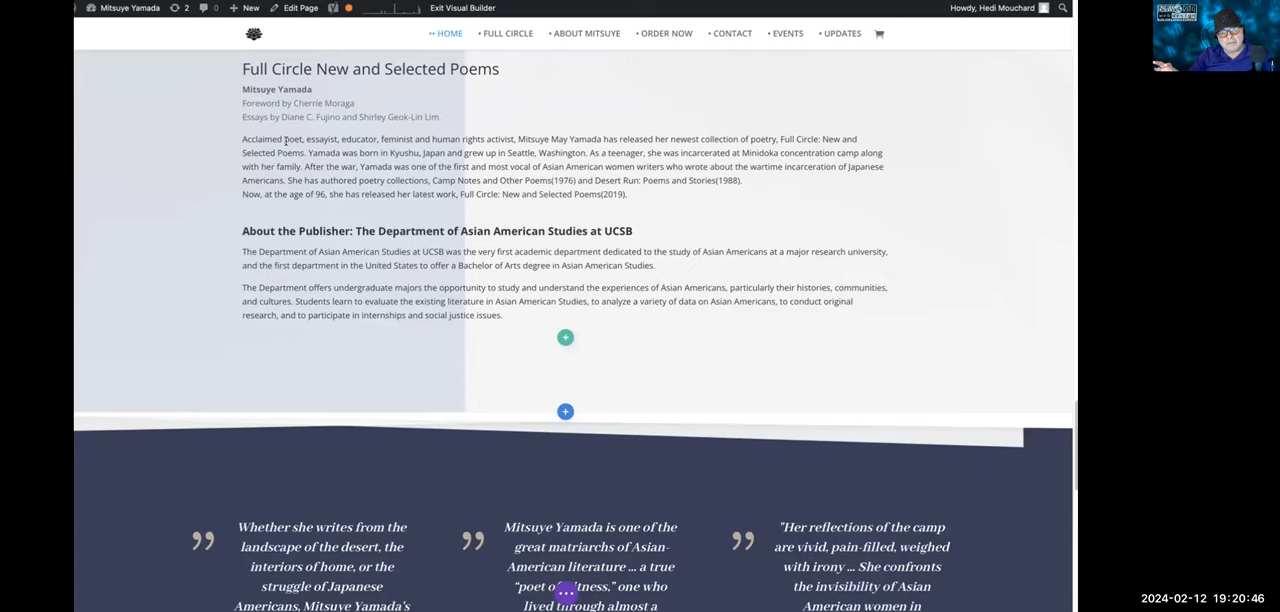 Mitsuye Yamada 2 0 New Edit Page Exit Visual Builder Howdy, Hedi Mouchard
•• HOME • FULL CIRCLE • ABOUT MITSUYE • ORDER NOW • CONTACT • EVENTS • UPDATES
Full Circle New and Selected Poems
Mitsuye Yamada
Foreword by Cherríe Moraga
Essays by Diane C. Fujino and Shirley Geok-Lin Lim
Acclaimed poet, essayist, educator, feminist and human rights activist, Mitsuye May Yamada has released her newest collection of poetry, Full Circle: New and
Selected Poems. Yamada was born in Kyushu, Japan and grew up in Seattle, Washington. As a teenager, she was incarcerated at Minidoka concentration camp along
with her family. After the war, Yamada was one of the first and most vocal of Asian American women writers who wrote about the wartime incarceration of Japanese
Americans. She has authored poetry collections, Camp Notes and Other Poems(1976) and Desert Run: Poems and Stories(1988).
Now, at the age of 96, she has released her latest work, Full Circle: New and Selected Poems(2019).
About the Publisher: The Department of Asian American Studies at UCSB
The Department of Asian American Studies at UCSB was the very first academic department dedicated to the study of Asian Americans at a major research university,
and the first department in the United States to offer a Bachelor of Arts degree in Asian American Studies.
The Department offers undergraduate majors the opportunity to study and understand the experiences of Asian Americans, particularly their histories, communities,
and cultures. Students learn to evaluate the existing literature in Asian American Studies, to analyze a variety of data on Asian Americans, to conduct original
research, and to participate in internships and social justice issues.
Whether she writes from the
landscape of the desert, the
interiors of home, or the
struggle of Japanese
Americans, Mitsuye Yamada's
Mitsuye Yamada is one of the
great matriarchs of Asian-
American literature ... a true
"poet of witness," one who
lived through almost a
"Her reflections of the camp
are vivid, pain-filled, weighed
with irony ... She confronts
the invisibility of Asian
American women in
2024-02-12 19:20:46